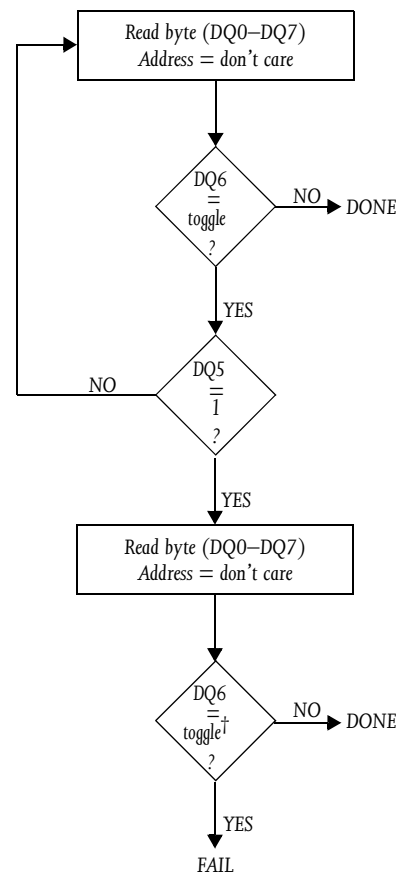 Read byte (DQ0–DQ7)
Address = don't care
DQ6
=
toggle
?
NO
DONE
YES
DQ5
=
1
?
NO
YES
Read byte (DQ0–DQ7)
Address = don't care
DQ6
=
toggle†
?
NO
DONE
YES
FAIL